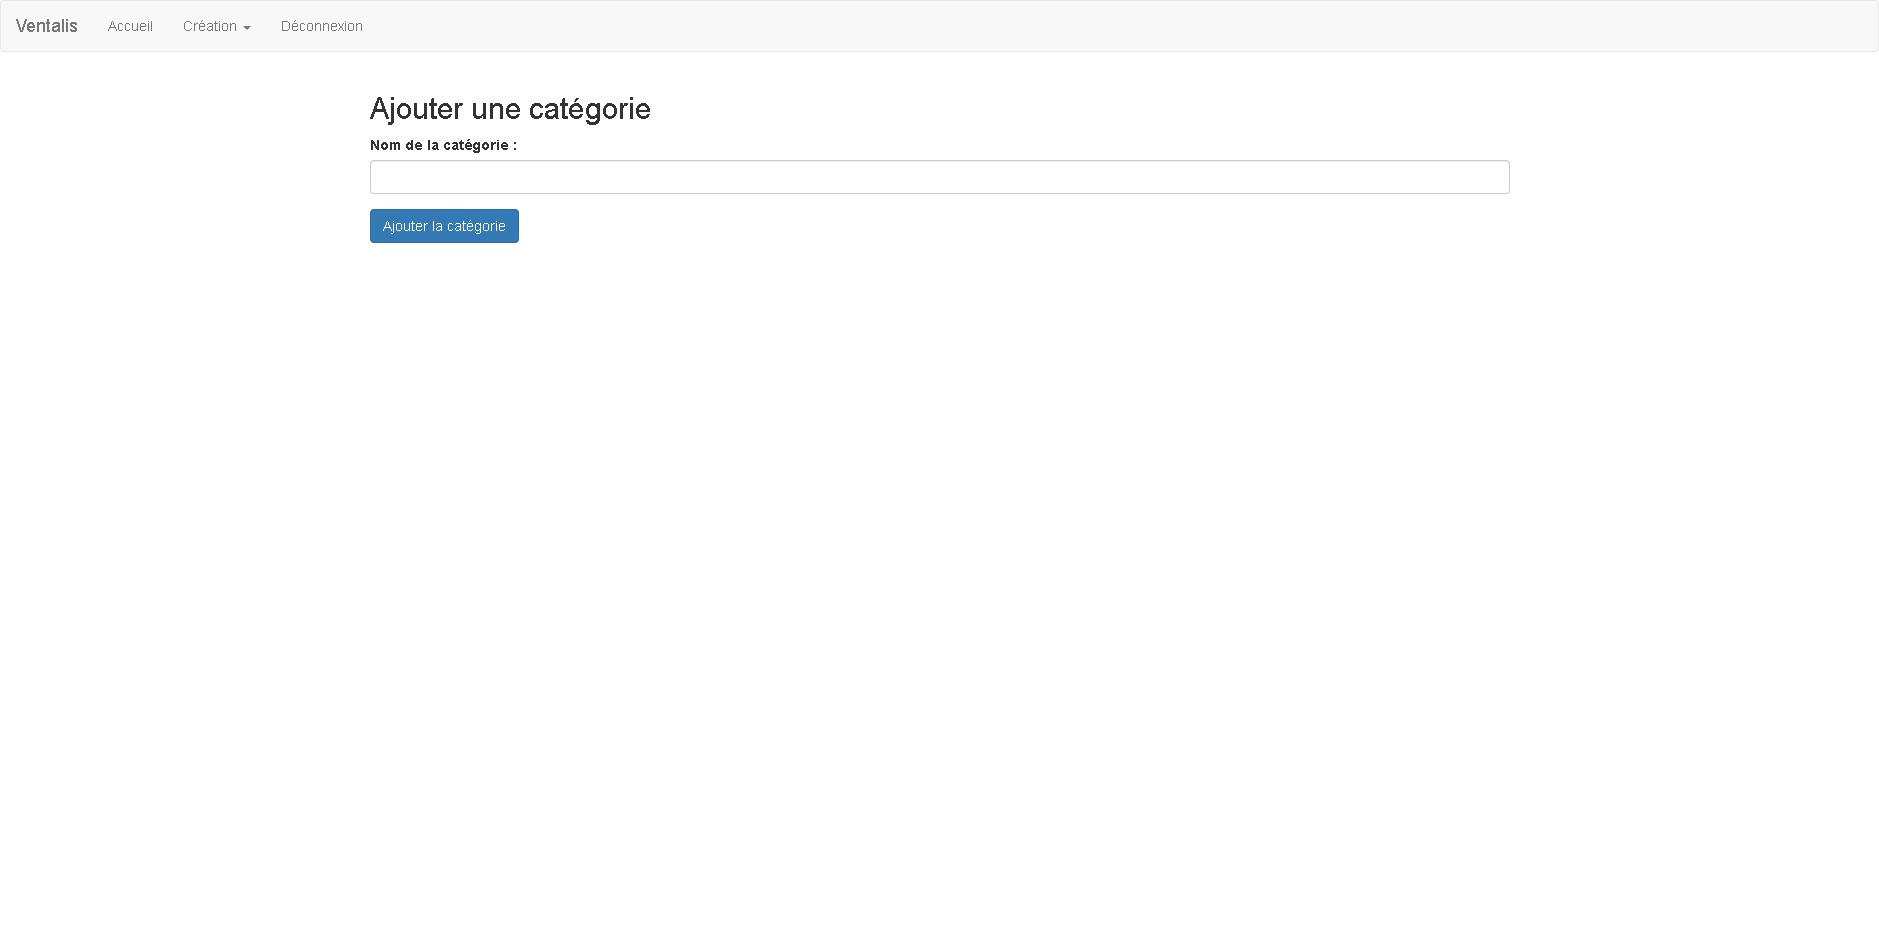 Ventalis Accueil Création Déconnexion
Ajouter une catégorie
Nom de la catégorie :
Ajouter la catégorie